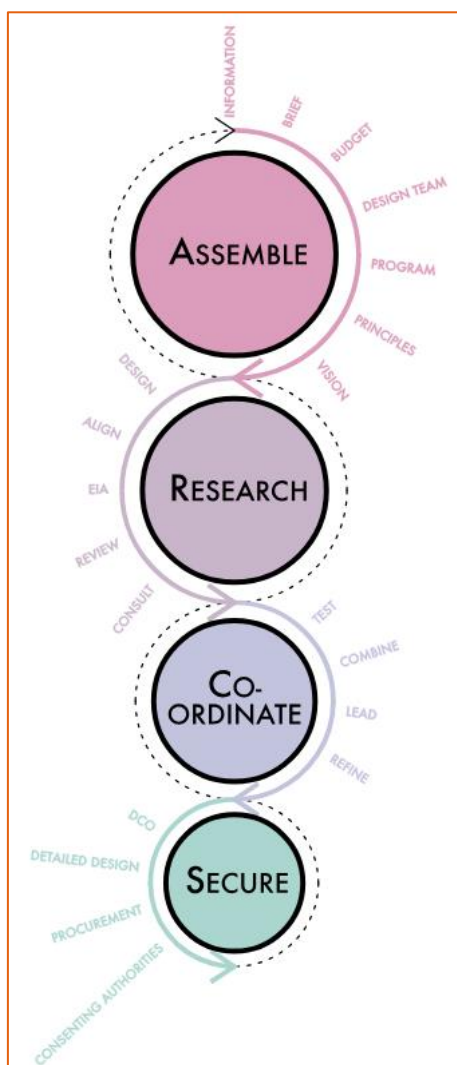 INFORMATION
BRIEF
BUDGET
DESIGN TEAM
PROGRAM
PRINCIPLES
VISION
ASSEMBLE
DESIGN
ALIGN
EIA
REVIEW
CONSULT
RESEARCH
TEST
COMBINE
LEAD
REFINE
CO-
ORDINATE
DCO
DETAILED DESIGN
PROCUREMENT
CONSENTING AUTHORITIES
SECURE